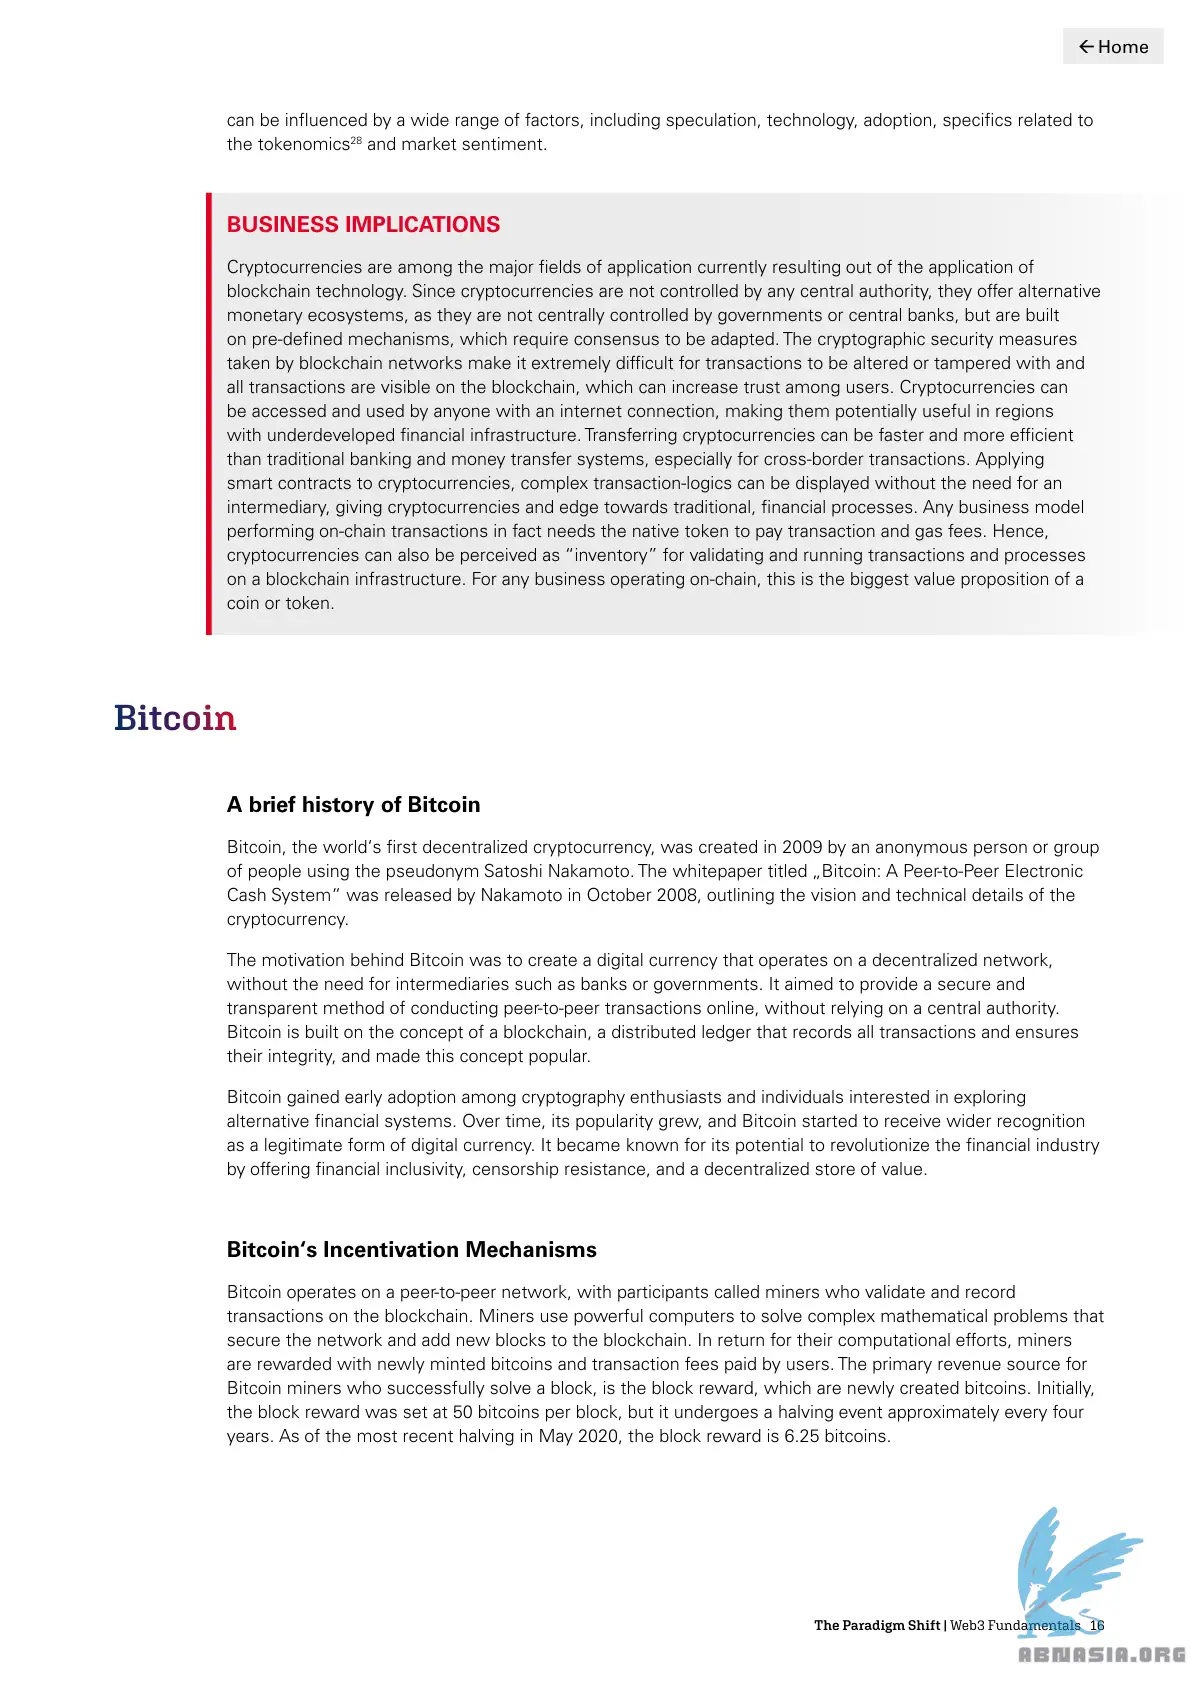 ← Home
can be influenced by a wide range of factors, including speculation, technology, adoption, specifics related to
the tokenomics28 and market sentiment.
BUSINESS IMPLICATIONS
Cryptocurrencies are among the major fields of application currently resulting out of the application of
blockchain technology. Since cryptocurrencies are not controlled by any central authority, they offer alternative
monetary ecosystems, as they are not centrally controlled by governments or central banks, but are built
on pre-defined mechanisms, which require consensus to be adapted. The cryptographic security measures
taken by blockchain networks make it extremely difficult for transactions to be altered or tampered with and
all transactions are visible on the blockchain, which can increase trust among users. Cryptocurrencies can
be accessed and used by anyone with an internet connection, making them potentially useful in regions
with underdeveloped financial infrastructure. Transferring cryptocurrencies can be faster and more efficient
than traditional banking and money transfer systems, especially for cross-border transactions. Applying
smart contracts to cryptocurrencies, complex transaction-logics can be displayed without the need for an
intermediary, giving cryptocurrencies and edge towards traditional, financial processes. Any business model
performing on-chain transactions in fact needs the native token to pay transaction and gas fees. Hence,
cryptocurrencies can also be perceived as “inventory” for validating and running transactions and processes
on a blockchain infrastructure. For any business operating on-chain, this is the biggest value proposition of a
coin or token.
Bitcoin
A brief history of Bitcoin
Bitcoin, the world‘s first decentralized cryptocurrency, was created in 2009 by an anonymous person or group
of people using the pseudonym Satoshi Nakamoto. The whitepaper titled „Bitcoin: A Peer-to-Peer Electronic
Cash System“ was released by Nakamoto in October 2008, outlining the vision and technical details of the
cryptocurrency.
The motivation behind Bitcoin was to create a digital currency that operates on a decentralized network,
without the need for intermediaries such as banks or governments. It aimed to provide a secure and
transparent method of conducting peer-to-peer transactions online, without relying on a central authority.
Bitcoin is built on the concept of a blockchain, a distributed ledger that records all transactions and ensures
their integrity, and made this concept popular.
Bitcoin gained early adoption among cryptography enthusiasts and individuals interested in exploring
alternative financial systems. Over time, its popularity grew, and Bitcoin started to receive wider recognition
as a legitimate form of digital currency. It became known for its potential to revolutionize the financial industry
by offering financial inclusivity, censorship resistance, and a decentralized store of value.
Bitcoin‘s Incentivation Mechanisms
Bitcoin operates on a peer-to-peer network, with participants called miners who validate and record
transactions on the blockchain. Miners use powerful computers to solve complex mathematical problems that
secure the network and add new blocks to the blockchain. In return for their computational efforts, miners
are rewarded with newly minted bitcoins and transaction fees paid by users. The primary revenue source for
Bitcoin miners who successfully solve a block, is the block reward, which are newly created bitcoins. Initially,
the block reward was set at 50 bitcoins per block, but it undergoes a halving event approximately every four
years. As of the most recent halving in May 2020, the block reward is 6.25 bitcoins.
The Paradigm Shift | Web3 Fundamentals 16
ABNASIA.ORG